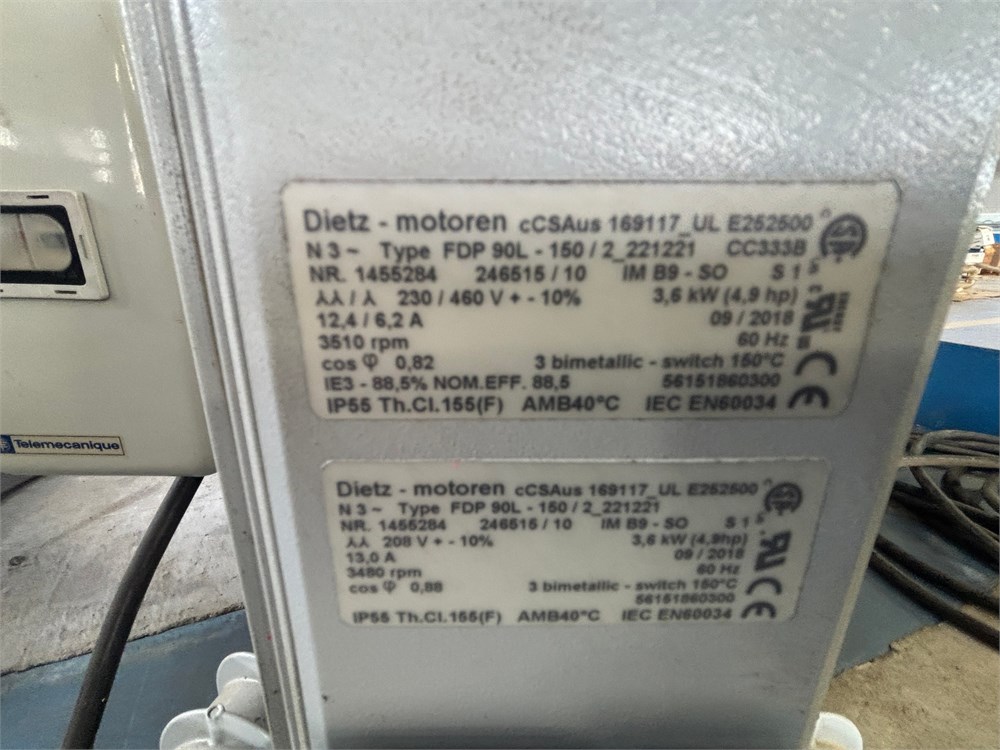 Dietz - motoren cCSAus 169117_UL E252500
N 3 ~ Type FDP 90L - 150 / 2_221221 CC333B
NR. 1455284 246515 / 10 IM B9 - SO S 1
⅄⅄ / ⅄ 230 / 460 V + - 10% 3,6 kW (4,9 hp)
12,4 / 6,2 A 09 / 2018
3510 rpm 60 Hz
cos φ 0,82 3 bimetallic - switch 150°C
IE3 - 88,5% NOM.EFF. 88,5 56151860300
IP55 Th.Cl.155(F) AMB40°C IEC EN60034 CE
Telemecanique
Dietz - motoren cCSAus 169117_UL E252500
N 3 ~ Type FDP 90L - 150 / 2_221221
NR. 1455284 246515 / 10 IM B9 - SO S 1
⅄⅄ 208 V + - 10% 3,6 kW (4,9hp)
13,0 A 09 / 2018
3480 rpm 60 Hz
cos φ 0,88 3 bimetallic - switch 150°C
56151860300
IP55 Th.Cl.155(F) AMB40°C IEC EN60034 CE